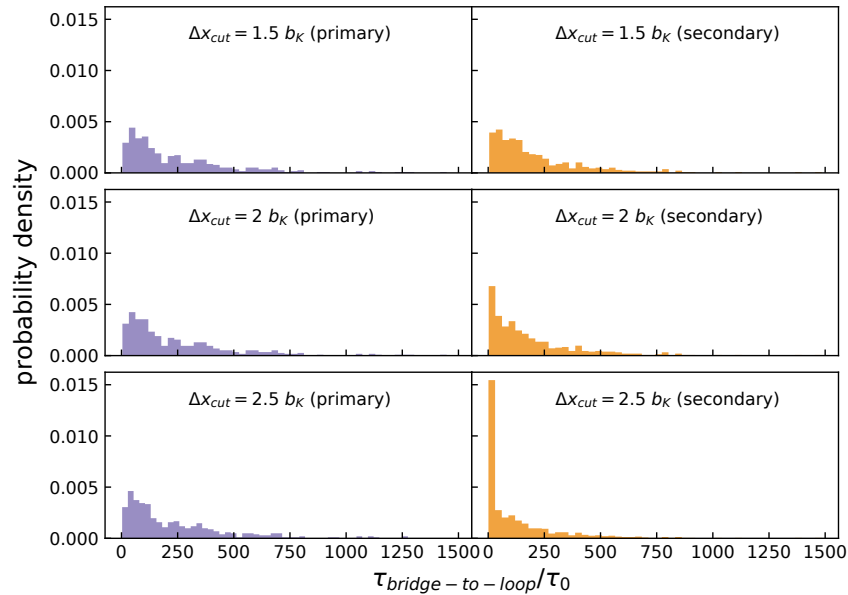 Δx_cut = 1.5 b_K (primary)
Δx_cut = 1.5 b_K (secondary)
0.015
0.010
0.005
0.000
Δx_cut = 2 b_K (primary)
Δx_cut = 2 b_K (secondary)
0.015
0.010
0.005
0.000
Δx_cut = 2.5 b_K (primary)
Δx_cut = 2.5 b_K (secondary)
0.015
0.010
0.005
0.000
probability density
0 250 500 750 1000 1250 1500 0 250 500 750 1000 1250 1500
τ_bridge−to−loop/τ_0